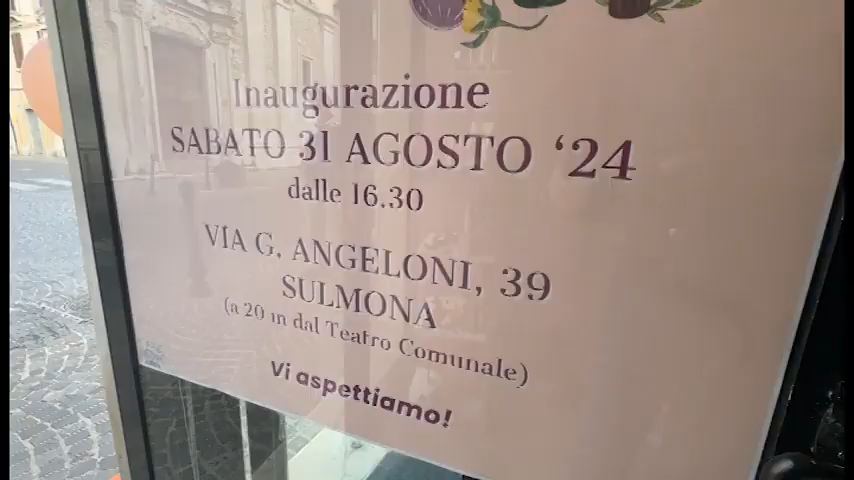 Inaugurazione
SABATO 31 AGOSTO ‘24
dalle 16.30
VIA G. ANGELONI, 39
SULMONA
(a 20 m dal Teatro Comunale)
Vi aspettiamo!